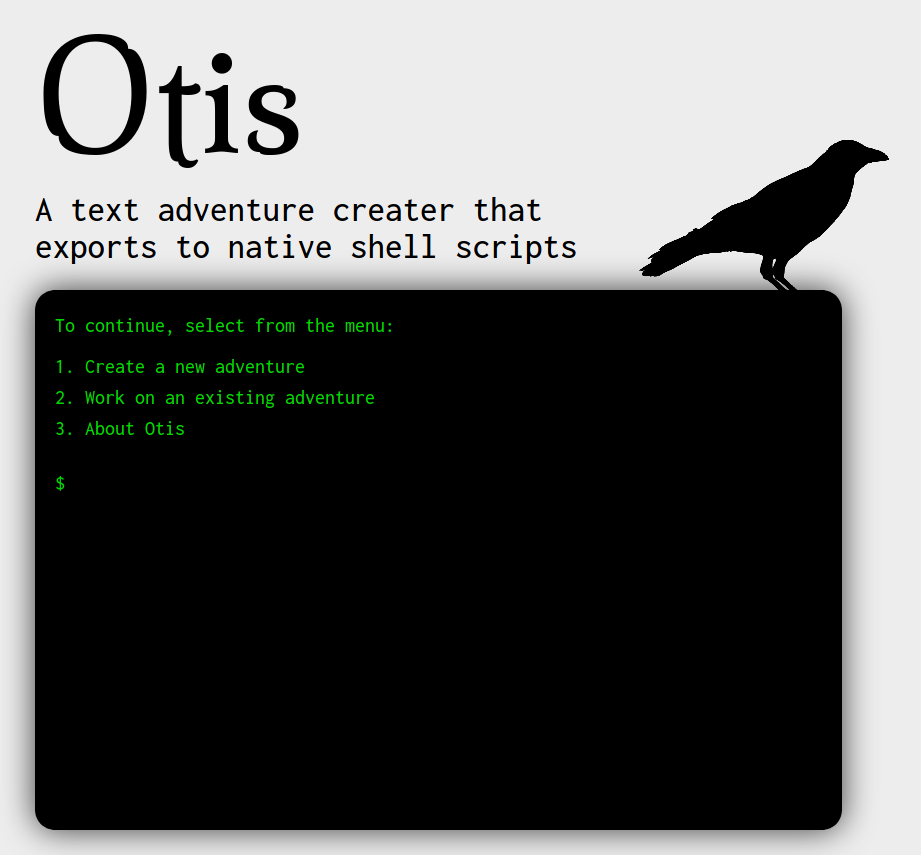 Otis
A text adventure creater that
exports to native shell scripts
To continue, select from the menu:
1. Create a new adventure
2. Work on an existing adventure
3. About Otis
$